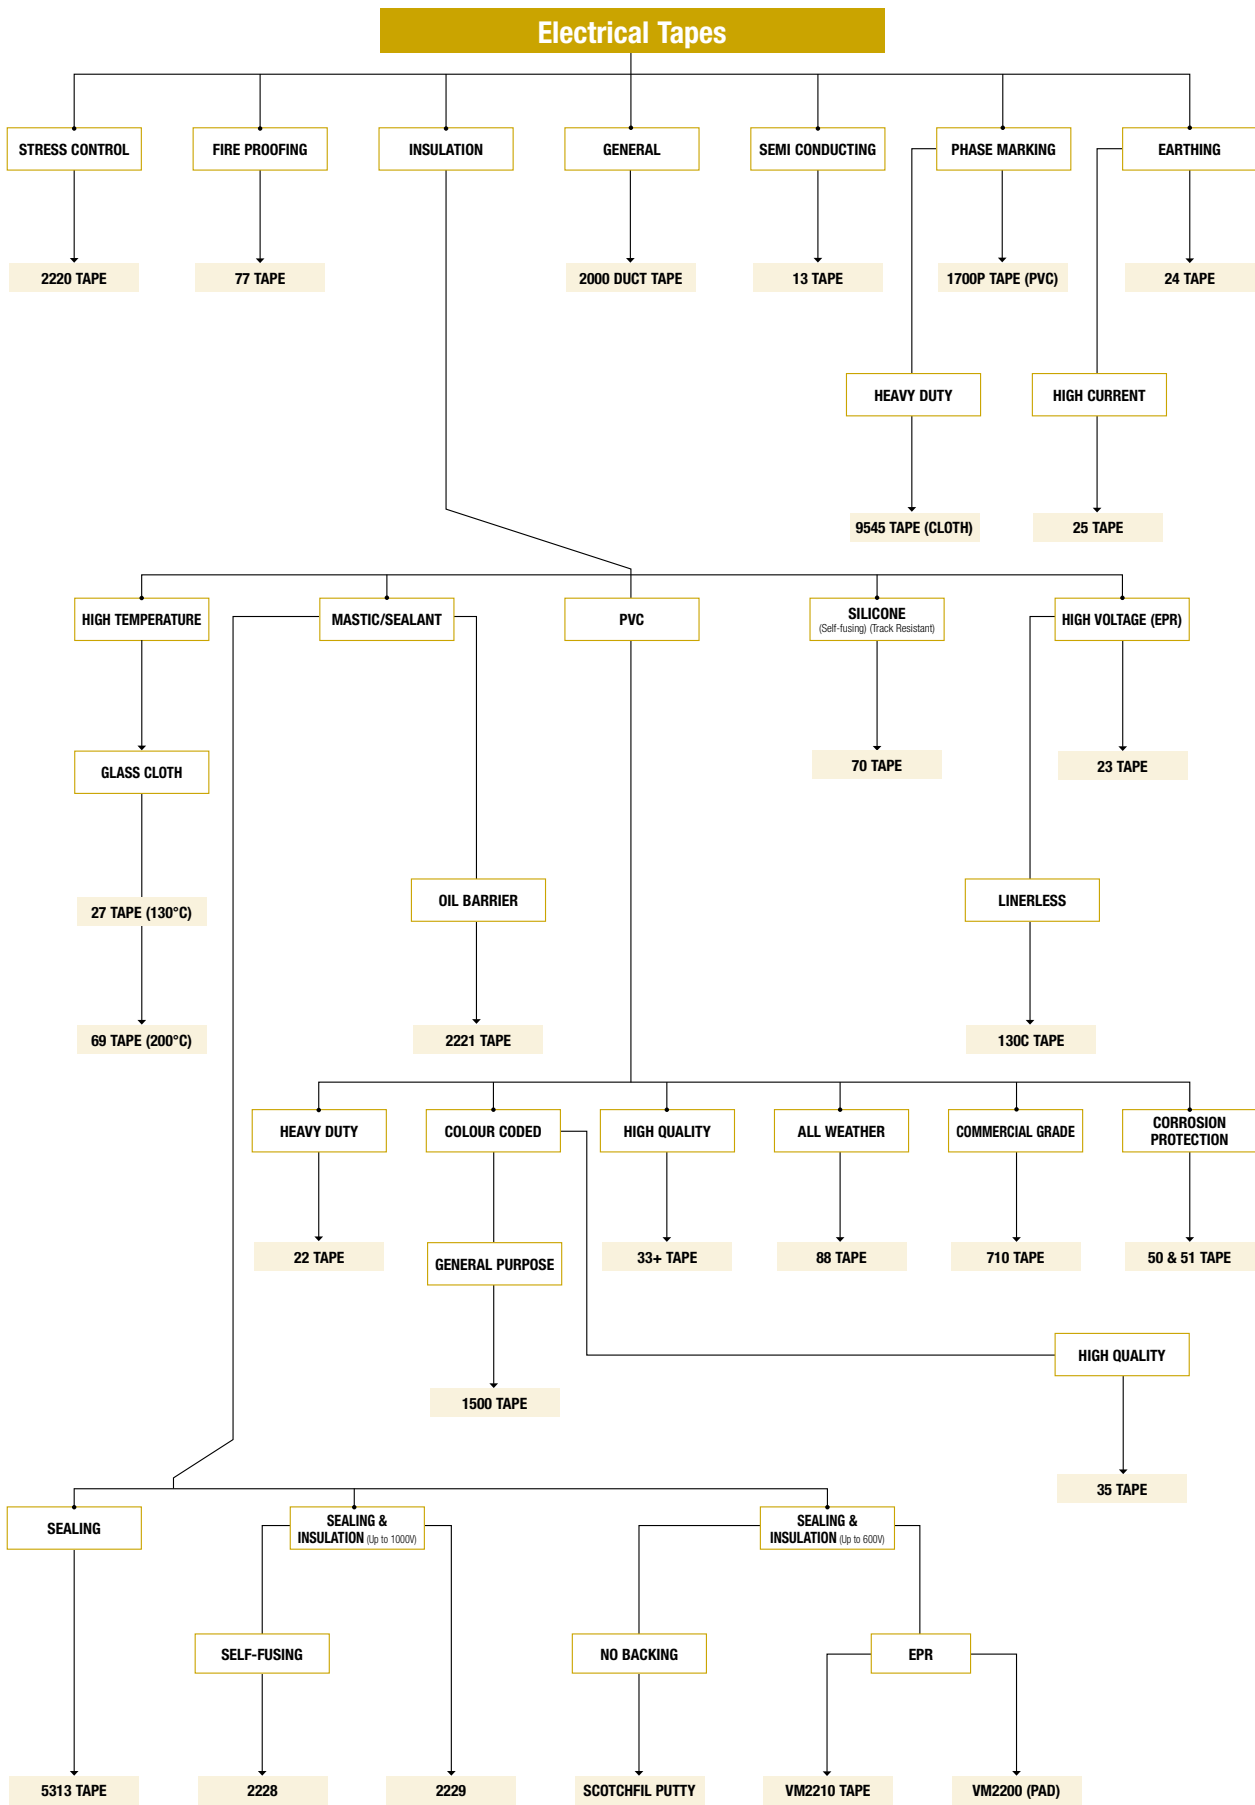 Electrical Tapes
STRESS CONTROL
FIRE PROOFING
INSULATION
GENERAL
SEMI CONDUCTING
PHASE MARKING
EARTHING
2220 TAPE
77 TAPE
2000 DUCT TAPE
13 TAPE
1700P TAPE (PVC)
24 TAPE
HEAVY DUTY
HIGH CURRENT
9545 TAPE (CLOTH)
25 TAPE
HIGH TEMPERATURE
MASTIC/SEALANT
PVC
SILICONE
(Self-fusing) (Track Resistant)
HIGH VOLTAGE (EPR)
GLASS CLOTH
70 TAPE
23 TAPE
27 TAPE (130°C)
OIL BARRIER
LINERLESS
69 TAPE (200°C)
2221 TAPE
130C TAPE
HEAVY DUTY
COLOUR CODED
HIGH QUALITY
ALL WEATHER
COMMERCIAL GRADE
CORROSION
PROTECTION
22 TAPE
GENERAL PURPOSE
33+ TAPE
88 TAPE
710 TAPE
50 & 51 TAPE
HIGH QUALITY
1500 TAPE
35 TAPE
SEALING
SEALING &
INSULATION (Up to 1000V)
SEALING &
INSULATION (Up to 600V)
SELF-FUSING
NO BACKING
EPR
5313 TAPE
2228
2229
SCOTCHFIL PUTTY
VM2210 TAPE
VM2200 (PAD)